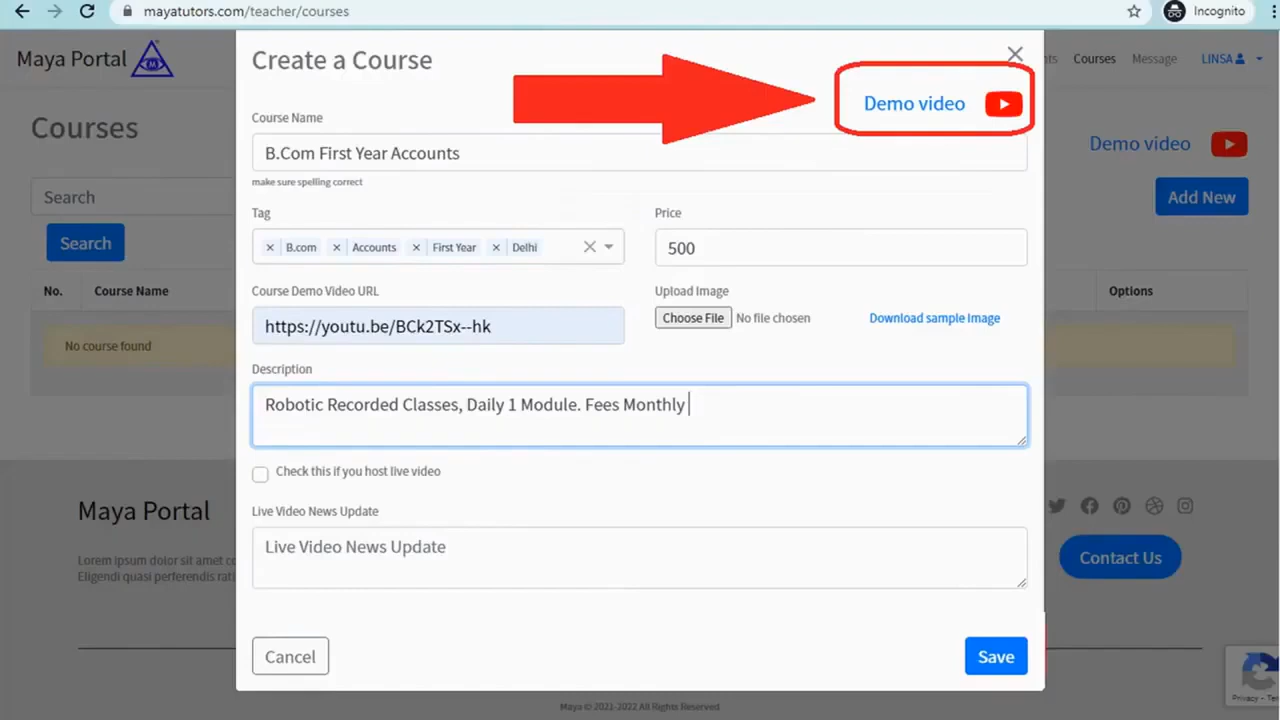 mayatutors.com/teacher/courses
Incognito
Maya Portal
Courses
Message
LINSA
Create a Course
Demo video
Courses
Demo video
Course Name
B.Com First Year Accounts
make sure spelling correct
Search
Add New
Tag
Price
B.com
Accounts
First Year
Delhi
500
Search
Course Demo Video URL
Upload Image
No.
Course Name
Options
https://youtu.be/BCk2TSx--hk
Choose File No file chosen
Download sample Image
No course found
Description
Robotic Recorded Classes, Daily 1 Module. Fees Monthly
Check this if you host live video
Maya Portal
Live Video News Update
Live Video News Update
Lorem ipsum dolor sit amet
Eligendi quasi perferendis
Contact Us
Cancel
Save
Privacy
Maya © 2021-2022 All Rights Reserved